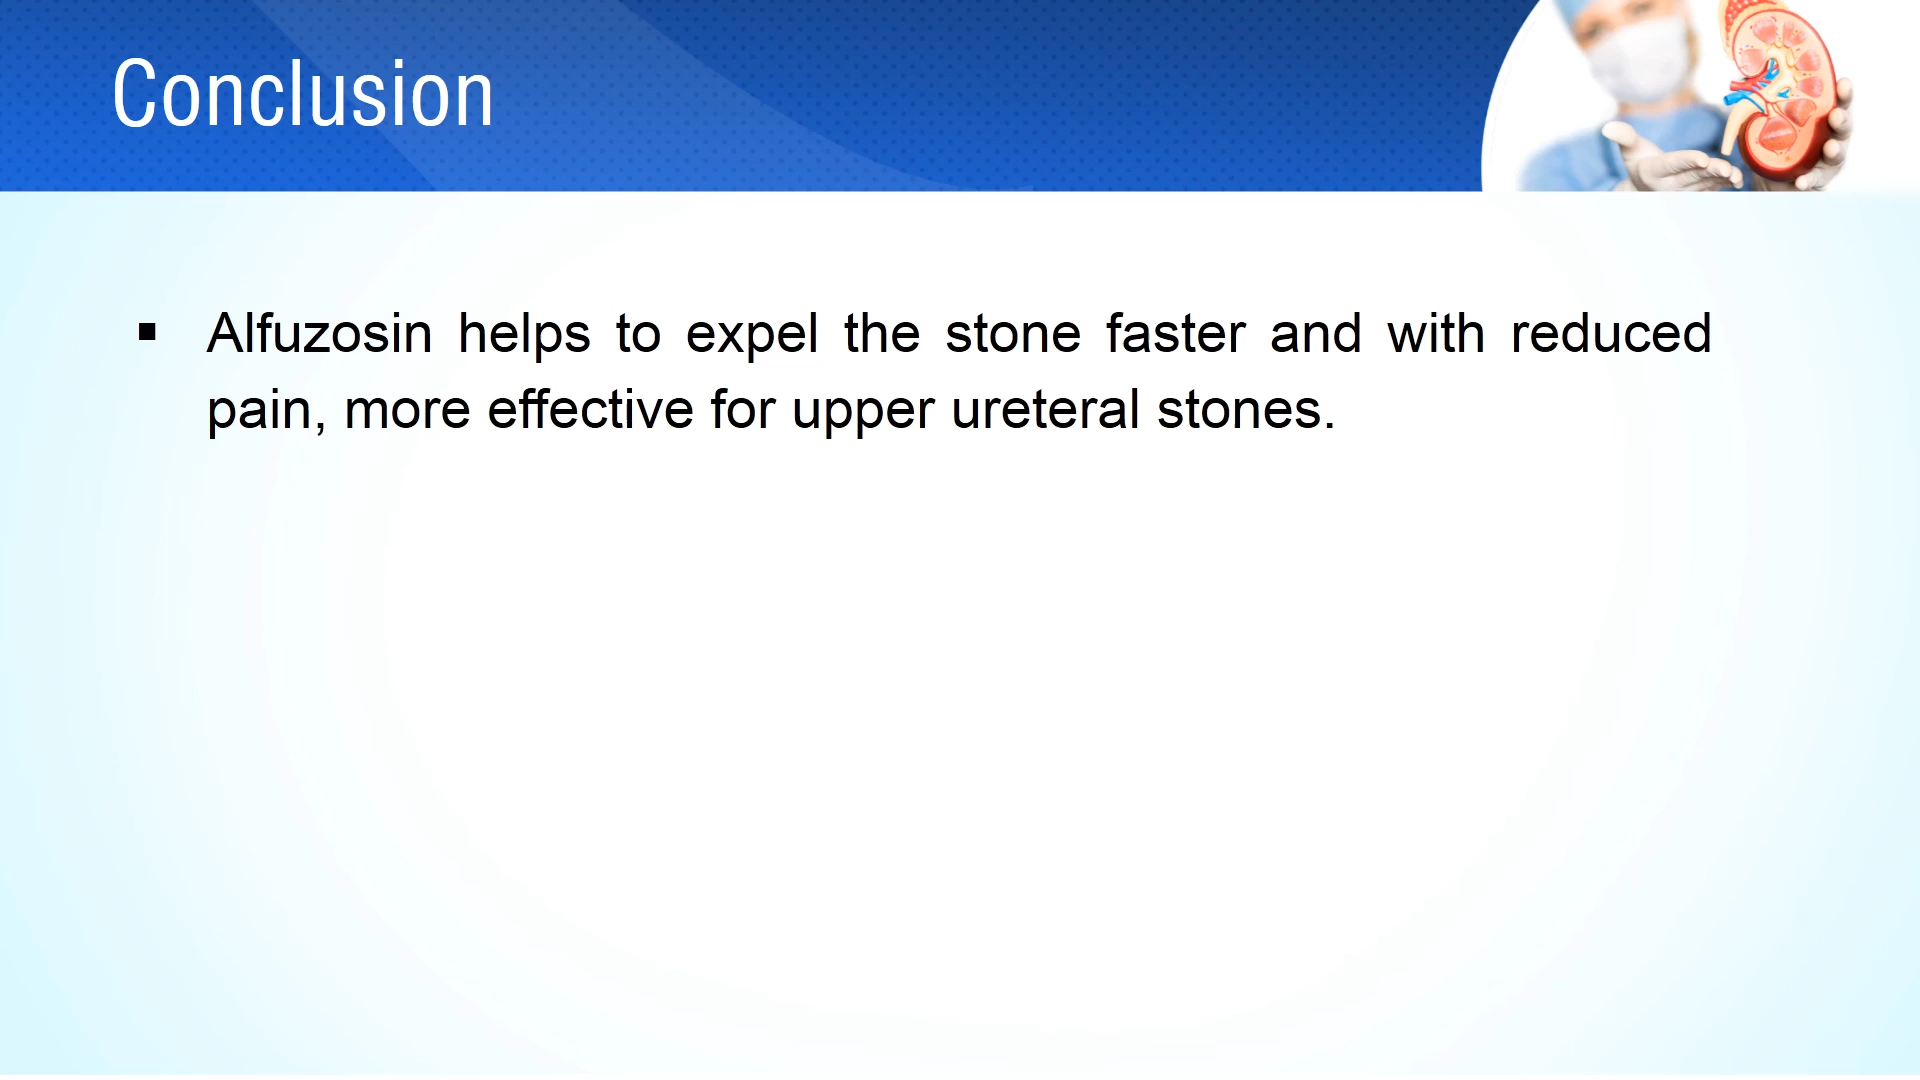 Conclusion
▪ Alfuzosin helps to expel the stone faster and with reduced
pain, more effective for upper ureteral stones.